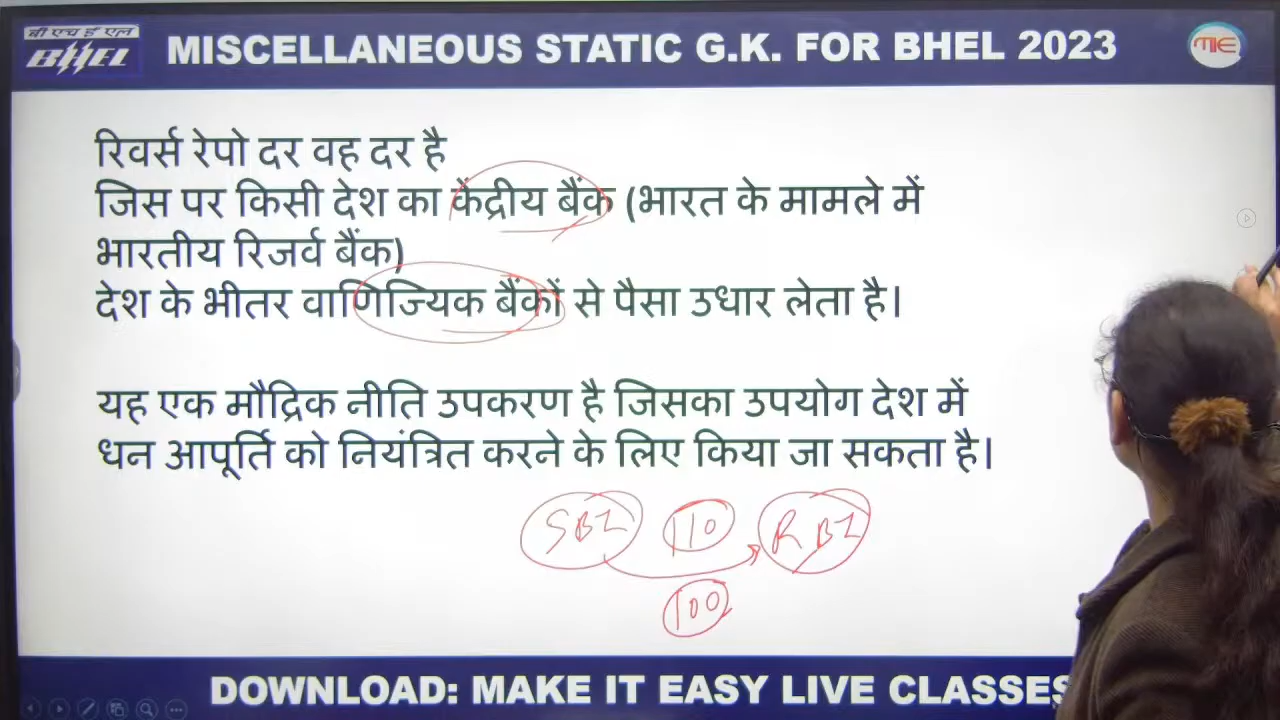 बी एच ई एल
BHEL
MISCELLANEOUS STATIC G.K. FOR BHEL 2023
MIE
रिवर्स रेपो दर वह दर है
जिस पर किसी देश का केंद्रीय बैंक (भारत के मामले में
भारतीय रिजर्व बैंक)
देश के भीतर वाणिज्यिक बैंकों से पैसा उधार लेता है।
यह एक मौद्रिक नीति उपकरण है जिसका उपयोग देश में
धन आपूर्ति को नियंत्रित करने के लिए किया जा सकता है।
SBI 110 RBI
100
DOWNLOAD: MAKE IT EASY LIVE CLASSES